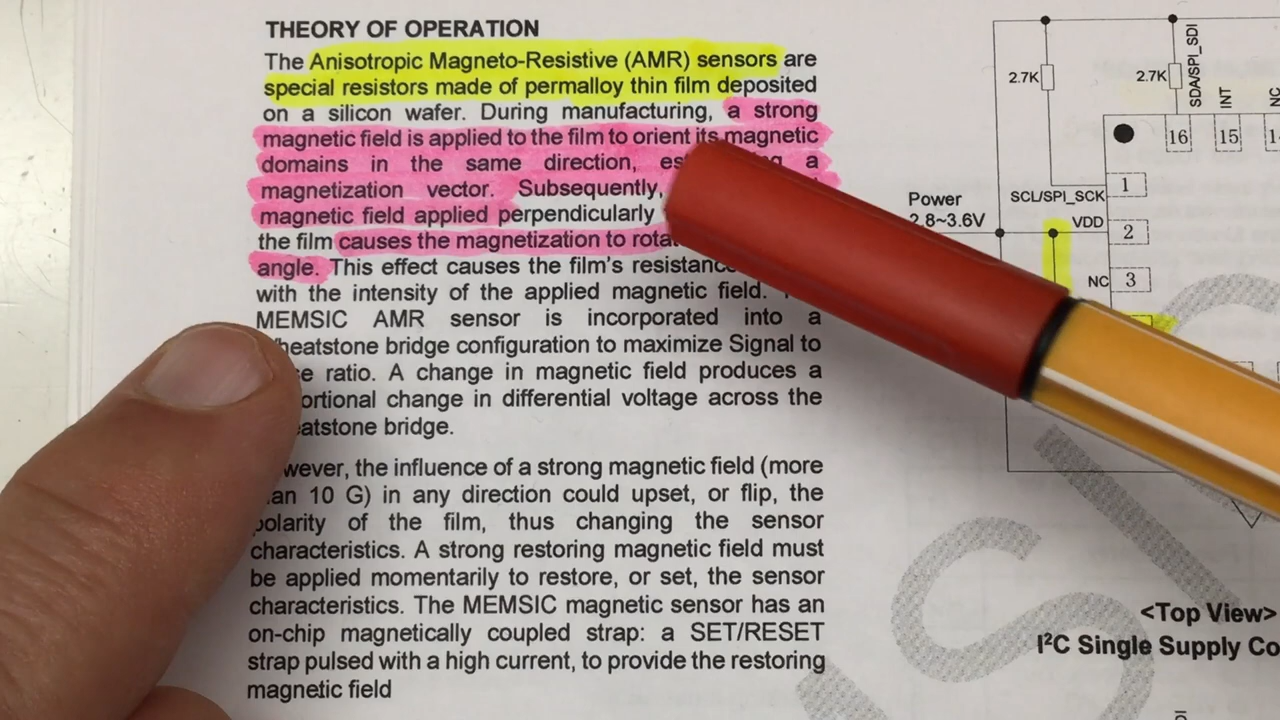 THEORY OF OPERATION
The Anisotropic Magneto-Resistive (AMR) sensors are
special resistors made of permalloy thin film deposited
on a silicon wafer. During manufacturing, a strong
magnetic field is applied to the film to orient its magnetic
domains in the same direction, a
magnetization vector. Subsequently,
magnetic field applied perpendicularly
the film causes the magnetization to
angle. This effect causes the film's
with the intensity of the applied magnetic field.
MEMSIC AMR sensor is incorporated into a
bridge configuration to maximize Signal to
ratio. A change in magnetic field produces a
change in differential voltage across the
bridge.
the influence of a strong magnetic field (more
10 G) in any direction could upset, or flip, the
polarity of the film, thus changing the sensor
characteristics. A strong restoring magnetic field must
be applied momentarily to restore, or set, the sensor
characteristics. The MEMSIC magnetic sensor has an
on-chip magnetically coupled strap: a SET/RESET
strap pulsed with a high current, to provide the restoring
magnetic field
2.7K
2.7K
SDA/SPI_SDI
INT
NC
16
15
1
SCL/SPI_SCK
Power
2.8~3.6V
VDD
2
NC
3
<Top View>
I²C Single Supply